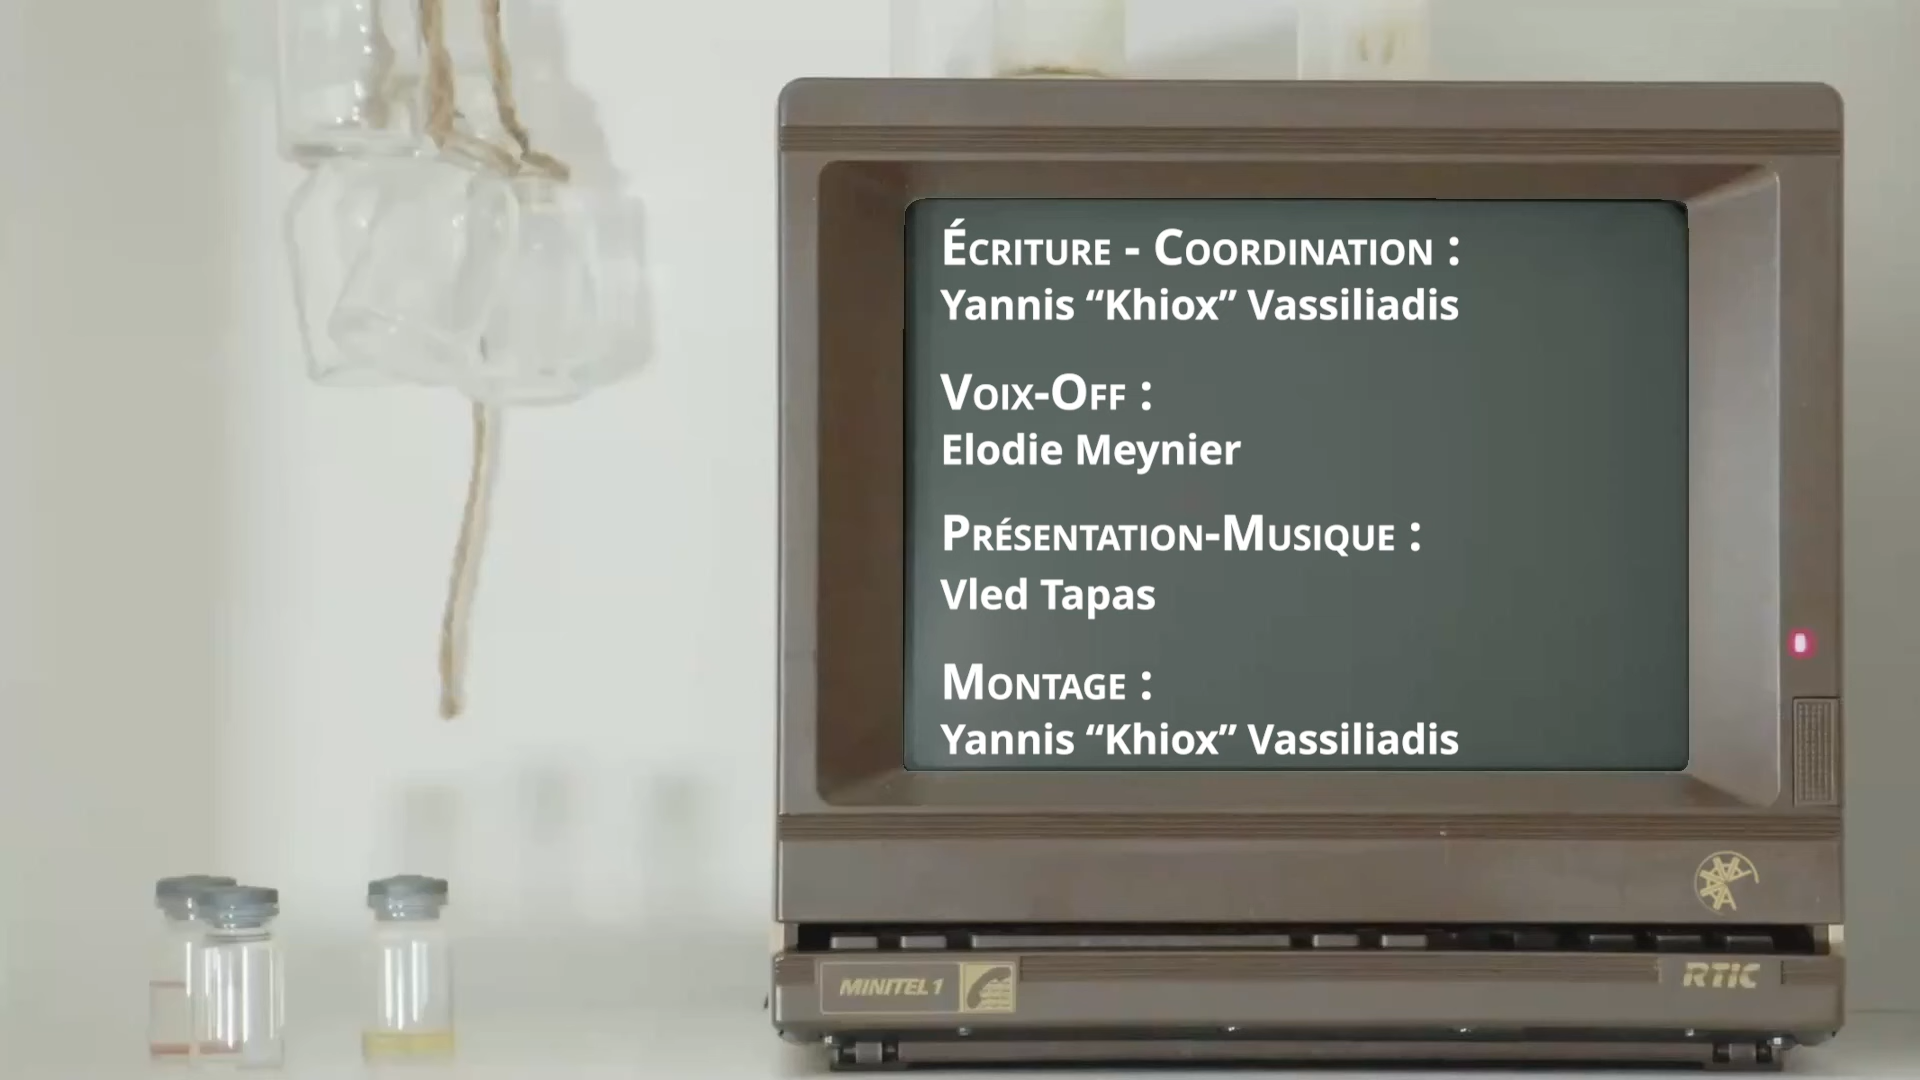 Écriture - Coordination :
Yannis “Khiox” Vassiliadis
Voix-Off :
Elodie Meynier
Présentation-Musique :
Vled Tapas
Montage :
Yannis “Khiox” Vassiliadis
MINITEL 1
RTIC